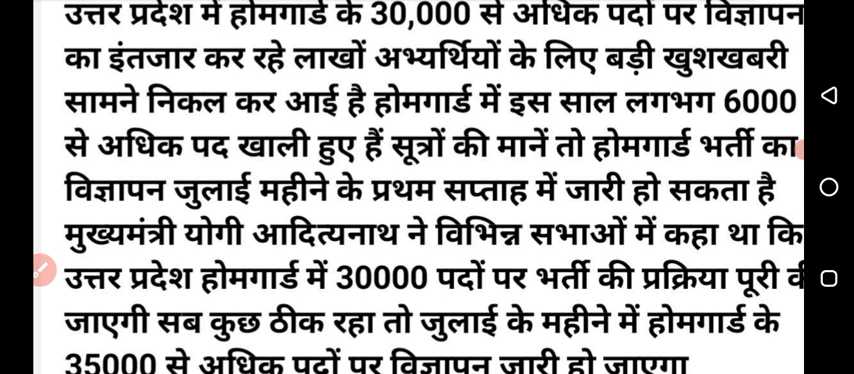 उत्तर प्रदेश में होमगार्ड के 30,000 से अधिक पदों पर विज्ञापन
का इंतजार कर रहे लाखों अभ्यर्थियों के लिए बड़ी खुशखबरी
सामने निकल कर आई है होमगार्ड में इस साल लगभग 6000
से अधिक पद खाली हुए हैं सूत्रों की मानें तो होमगार्ड भर्ती का
विज्ञापन जुलाई महीने के प्रथम सप्ताह में जारी हो सकता है
मुख्यमंत्री योगी आदित्यनाथ ने विभिन्न सभाओं में कहा था कि
उत्तर प्रदेश होमगार्ड में 30000 पदों पर भर्ती की प्रक्रिया पूरी की
जाएगी सब कुछ ठीक रहा तो जुलाई के महीने में होमगार्ड के
35000 से अधिक पदों पर विज्ञापन जारी हो जाएगा